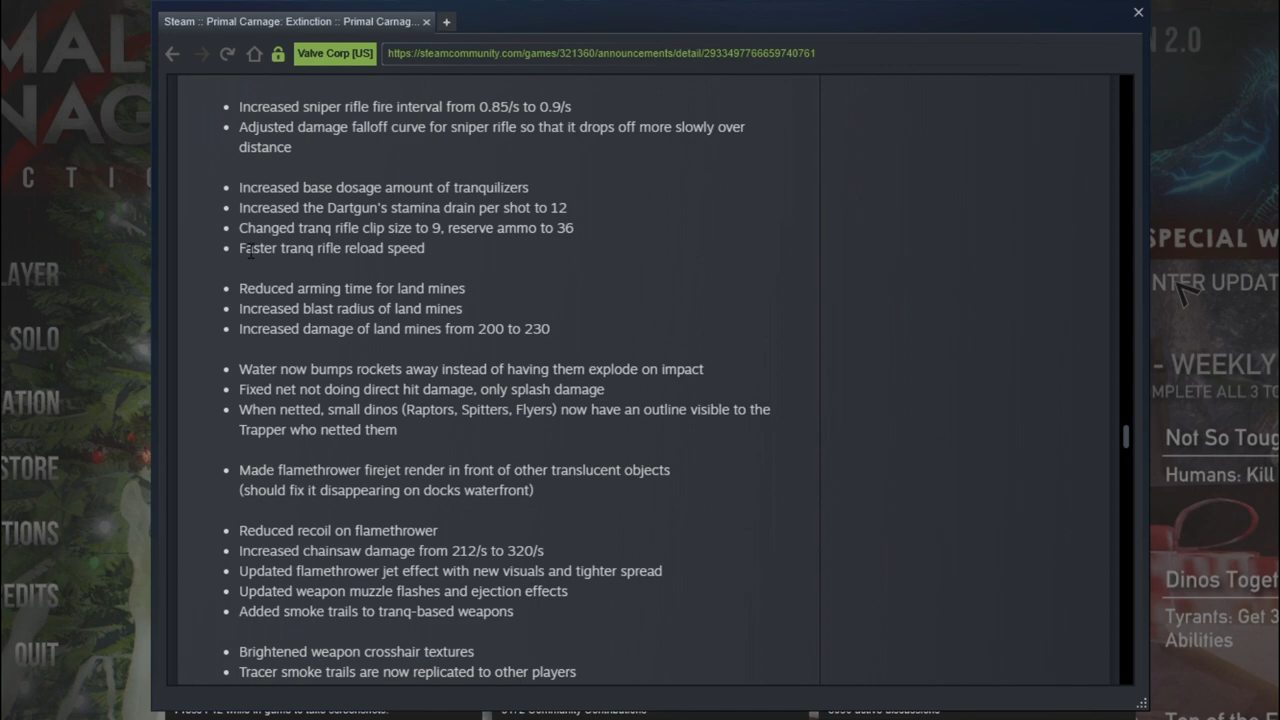 Steam :: Primal Carnage: Extinction :: Primal Carnag...
Valve Corp [US]
https://steamcommunity.com/games/321360/announcements/detail/2933497766659740761
Increased sniper rifle fire interval from 0.85/s to 0.9/s
Adjusted damage falloff curve for sniper rifle so that it drops off more slowly over
distance
Increased base dosage amount of tranquilizers
Increased the Dartgun's stamina drain per shot to 12
Changed tranq rifle clip size to 9, reserve ammo to 36
Faster tranq rifle reload speed
Reduced arming time for land mines
Increased blast radius of land mines
Increased damage of land mines from 200 to 230
Water now bumps rockets away instead of having them explode on impact
Fixed net not doing direct hit damage, only splash damage
When netted, small dinos (Raptors, Spitters, Flyers) now have an outline visible to the
Trapper who netted them
Made flamethrower firejet render in front of other translucent objects
(should fix it disappearing on docks waterfront)
Reduced recoil on flamethrower
Increased chainsaw damage from 212/s to 320/s
Updated flamethrower jet effect with new visuals and tighter spread
Updated weapon muzzle flashes and ejection effects
Added smoke trails to tranq-based weapons
Brightened weapon crosshair textures
Tracer smoke trails are now replicated to other players
MAL
NAG
CTI
LAYER
SOLO
ATION
STORE
TIONS
EDITS
QUIT
N 2.0
SPECIAL W
NTER UPDAT
- WEEKLY
MPLETE ALL 3 TO
Not So Toug
Humans: Kill
Dinos Toget
Tyrants: Get 3
Abilities